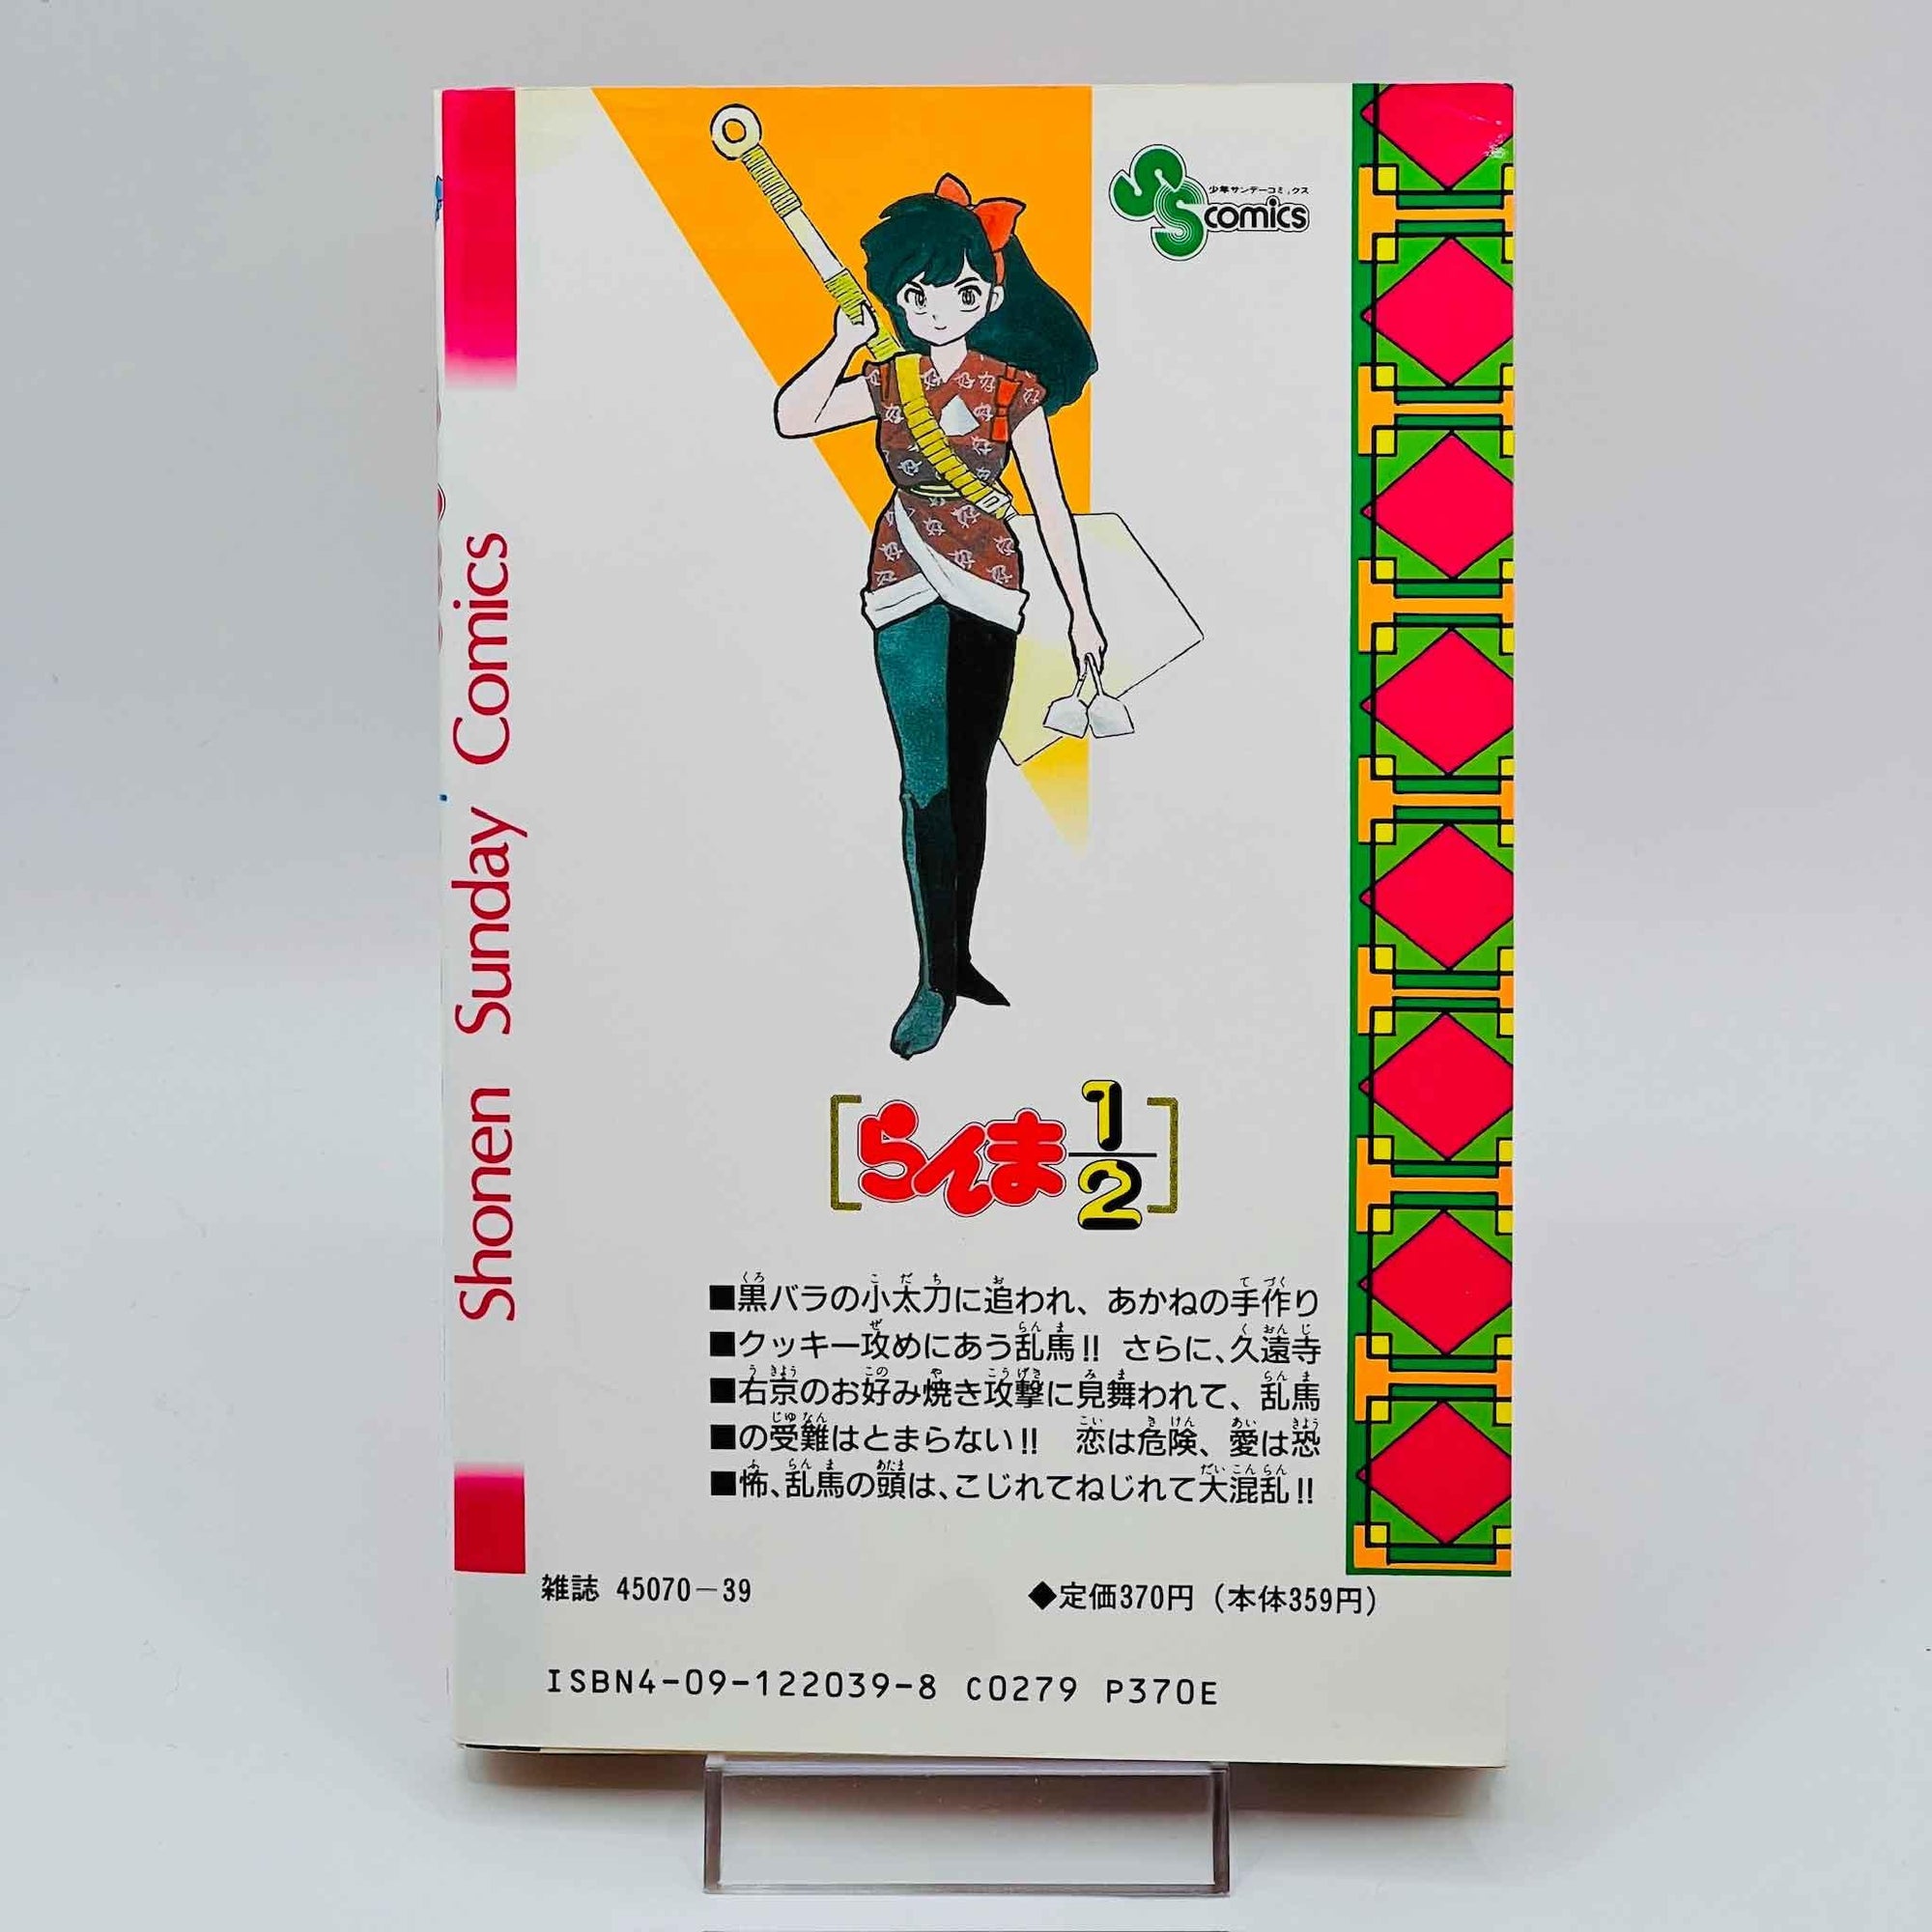 Shonen Sunday Comics
少年サンデーコミックス
SS comics
[らんま1/2]
■黒バラの小太刀に追われ、あかねの手作り
■クッキー攻めにあう乱馬!! さらに、久遠寺
■右京のお好み焼き攻撃に見舞われて、乱馬
■の受難はとまらない!! 恋は危険、愛は恐
■怖、乱馬の頭は、こじれてねじれて大混乱!!
雑誌 45070-39
◆定価370円(本体359円)
ISBN4-09-122039-8 C0279 P370E